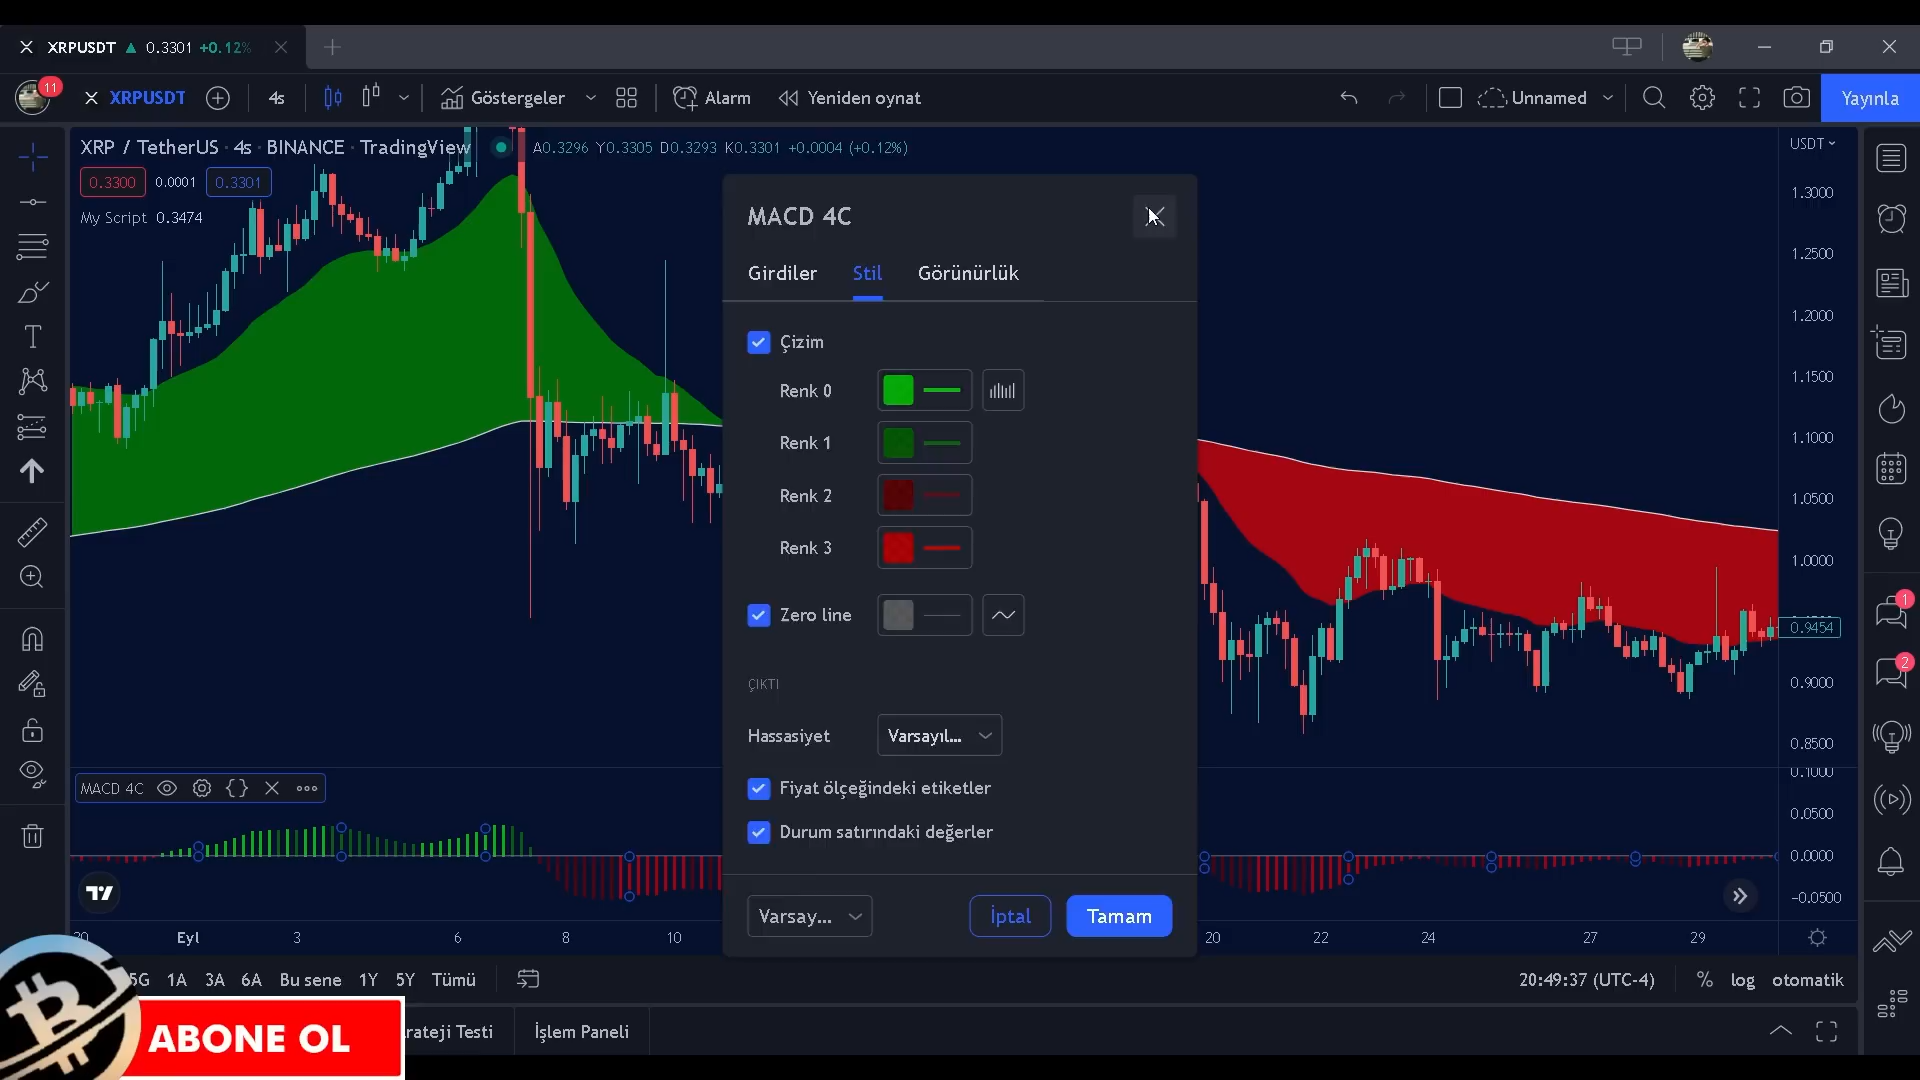 XRPUSDT ▲ 0.3301 +0.12%
11
XRPUSDT
4s
Göstergeler
Alarm
Yeniden oynat
Unnamed
Yayınla
XRP / TetherUS · 4s · BINANCE · TradingView
A0.3296 Y0.3305 D0.3293 K0.3301 +0.0004 (+0.12%)
USDT
0.3300 0.0001 0.3301
My Script 0.3474
MACD 4C
Girdiler Stil Görünürlük
Çizim
Renk 0
Renk 1
Renk 2
Renk 3
Zero line
ÇIKTI
Hassasiyet Varsayıl...
Fiyat ölçeğindeki etiketler
Durum satırındaki değerler
Varsay... İptal Tamam
1.3000
1.2500
1.2000
1.1500
1.1000
1.0500
1.0000
0.9454
0.9000
0.8500
0.1000
0.0500
0.0000
−0.0500
1
2
MACD 4C
Eyl 3 6 8 10 20 22 24 27 29
5G 1A 3A 6A Bu sene 1Y 5Y Tümü
20:49:37 (UTC-4) % log otomatik
rateji Testi İşlem Paneli
ABONE OL